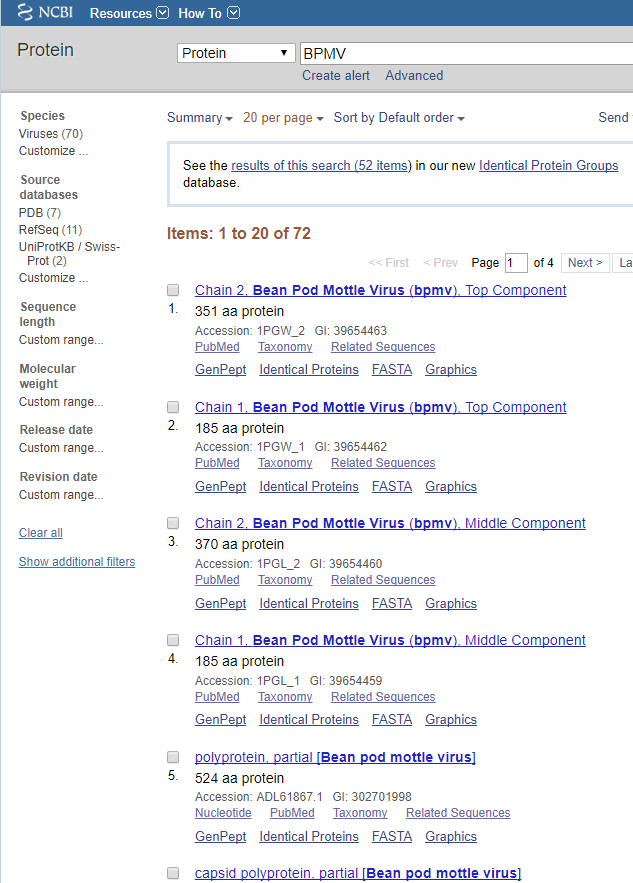 NCBI Resources How To
Protein
Protein BPMV
Create alert Advanced
Species
Viruses (70)
Customize ...
Source
databases
PDB (7)
RefSeq (11)
UniProtKB / Swiss-
Prot (2)
Customize ...
Sequence
length
Custom range...
Molecular
weight
Custom range...
Release date
Custom range...
Revision date
Custom range...
Clear all
Show additional filters
Summary 20 per page Sort by Default order Send
See the results of this search (52 items) in our new Identical Protein Groups
database.
Items: 1 to 20 of 72
<< First < Prev Page 1 of 4 Next > La
Chain 2, Bean Pod Mottle Virus (bpmv), Top Component
1. 351 aa protein
Accession: 1PGW_2 GI: 39654463
PubMed Taxonomy Related Sequences
GenPept Identical Proteins FASTA Graphics
Chain 1, Bean Pod Mottle Virus (bpmv), Top Component
2. 185 aa protein
Accession: 1PGW_1 GI: 39654462
PubMed Taxonomy Related Sequences
GenPept Identical Proteins FASTA Graphics
Chain 2, Bean Pod Mottle Virus (bpmv), Middle Component
3. 370 aa protein
Accession: 1PGL_2 GI: 39654460
PubMed Taxonomy Related Sequences
GenPept Identical Proteins FASTA Graphics
Chain 1, Bean Pod Mottle Virus (bpmv), Middle Component
4. 185 aa protein
Accession: 1PGL_1 GI: 39654459
PubMed Taxonomy Related Sequences
GenPept Identical Proteins FASTA Graphics
polyprotein, partial [Bean pod mottle virus]
5. 524 aa protein
Accession: ADL61867.1 GI: 302701998
Nucleotide PubMed Taxonomy Related Sequences
GenPept Identical Proteins FASTA Graphics
capsid polyprotein, partial [Bean pod mottle virus]